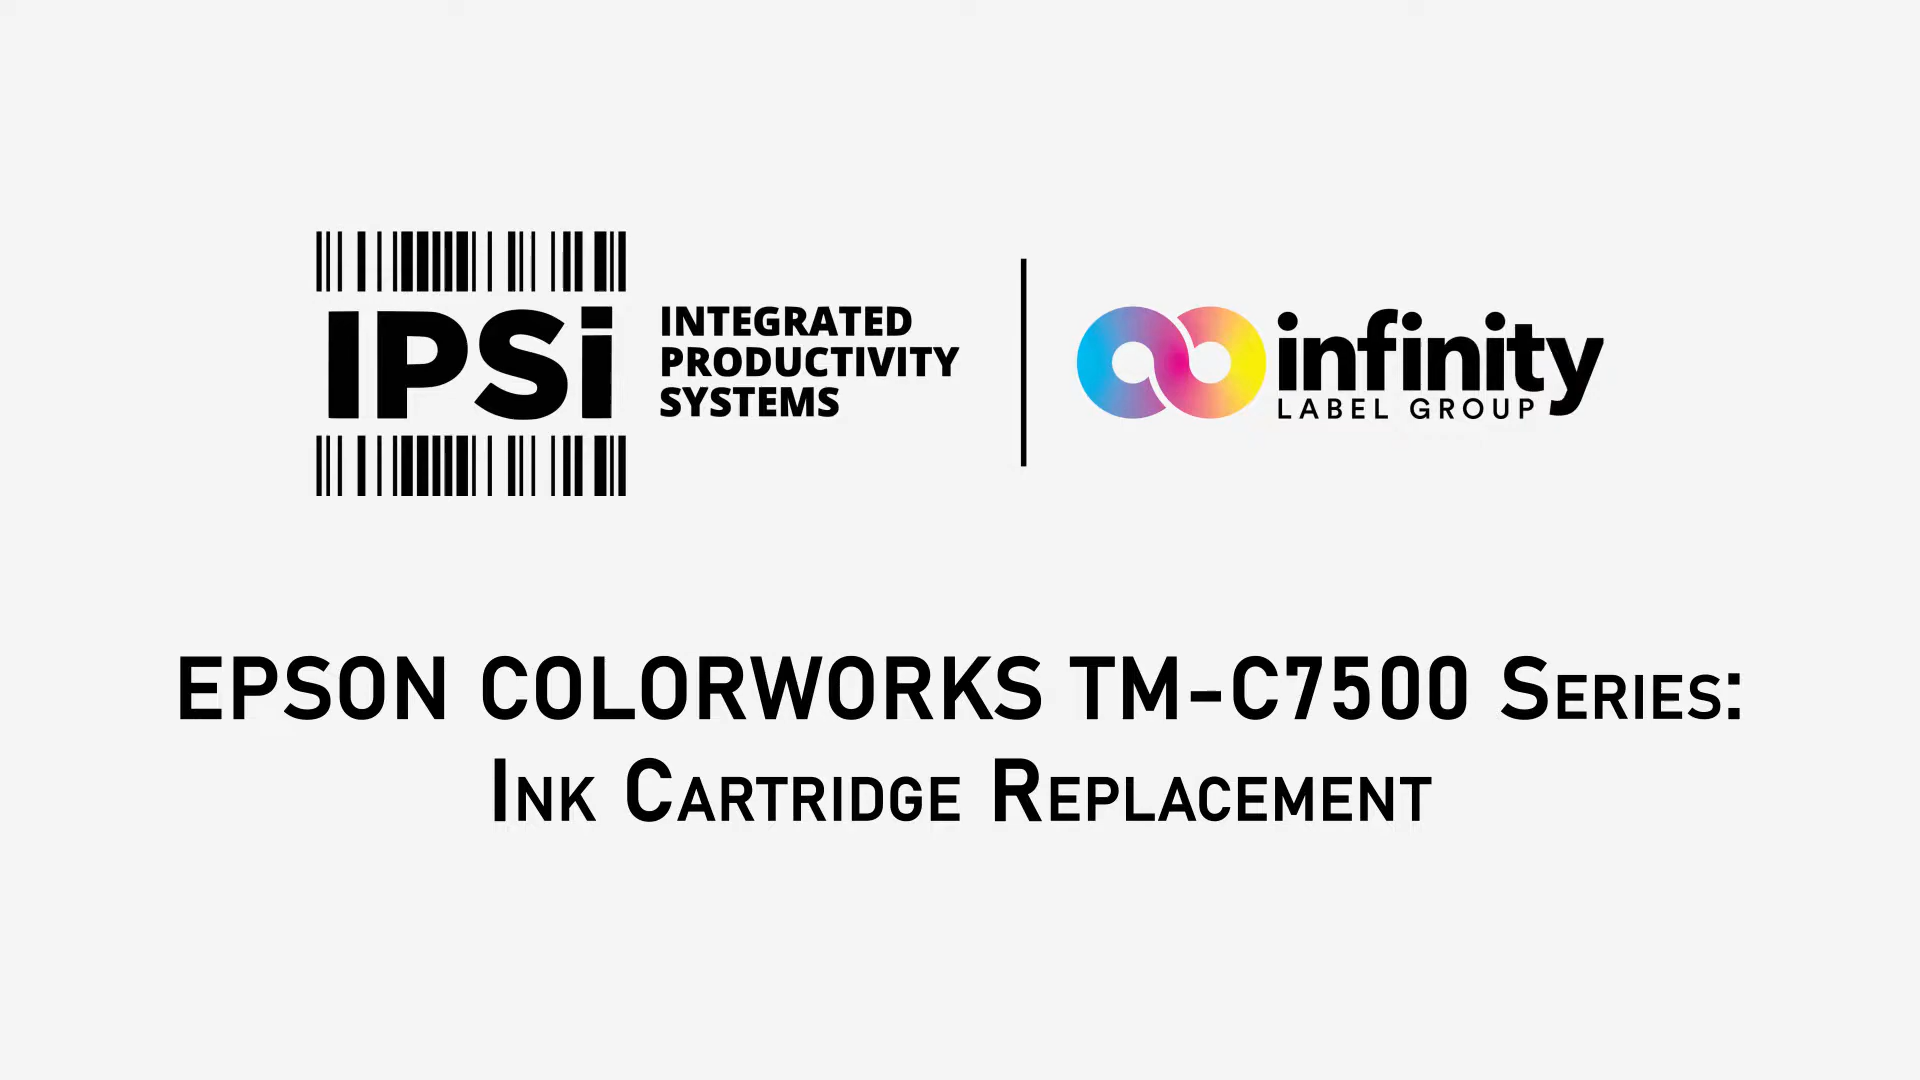 IPSi
INTEGRATED
PRODUCTIVITY
SYSTEMS
infinity
LABEL GROUP
EPSON COLORWORKS TM-C7500 Series:
Ink Cartridge Replacement